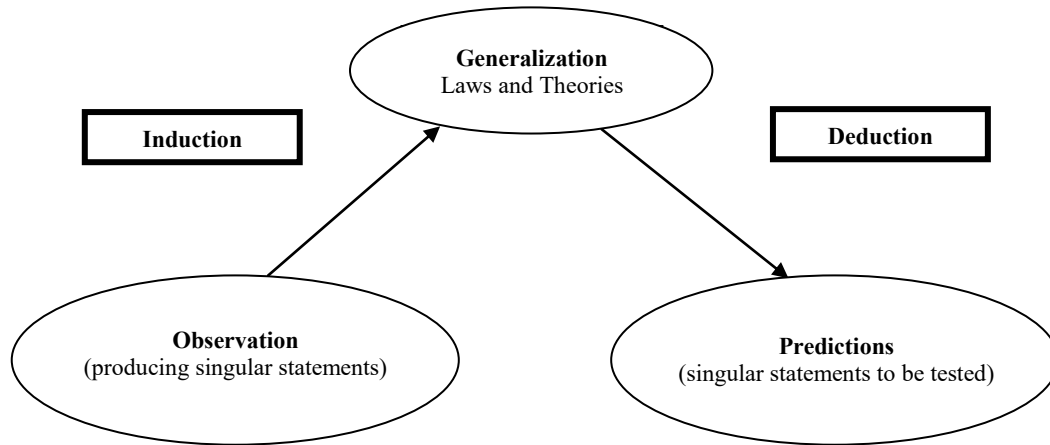 Generalization
Laws and Theories
Induction
Deduction
Observation
(producing singular statements)
Predictions
(singular statements to be tested)